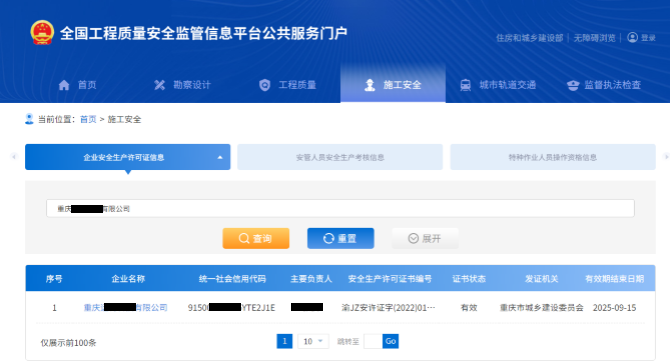 全国工程质量安全监管信息平台公共服务门户
住房和城乡建设部 | 无障碍浏览 | 登录
首页 勘察设计 工程质量 施工安全 城市轨道交通 监督执法检查
当前位置: 首页 > 施工安全
企业安全生产许可证信息 安管人员安全生产考核信息 特种作业人员操作资格信息
重庆 有限公司
查询 重置 展开
序号 企业名称 统一社会信用代码 主要负责人 安全生产许可证书编号 证书状态 发证机关 有效期结束日期
1 重庆 有限公司 9150 YTE2J1E 渝JZ安许证字(2022)01… 有效 重庆市城乡建设委员会 2025-09-15
仅展示前100条 1 10 跳转至 Go